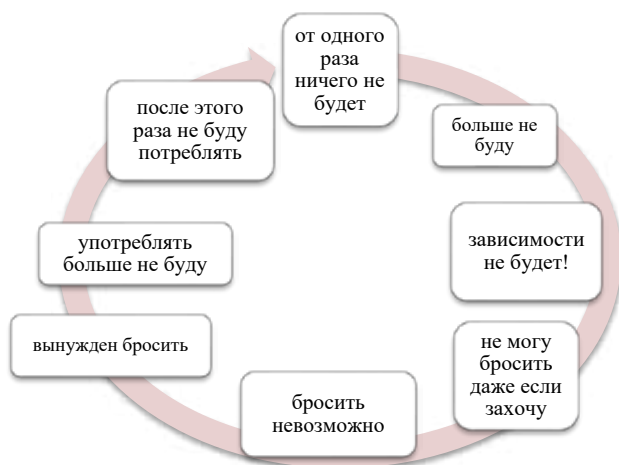 от одного
раза
ничего не
будет
больше не
буду
зависимости
не будет!
не могу
бросить
даже если
захочу
бросить
невозможно
вынужден бросить
употреблять
больше не буду
после этого
раза не буду
потреблять